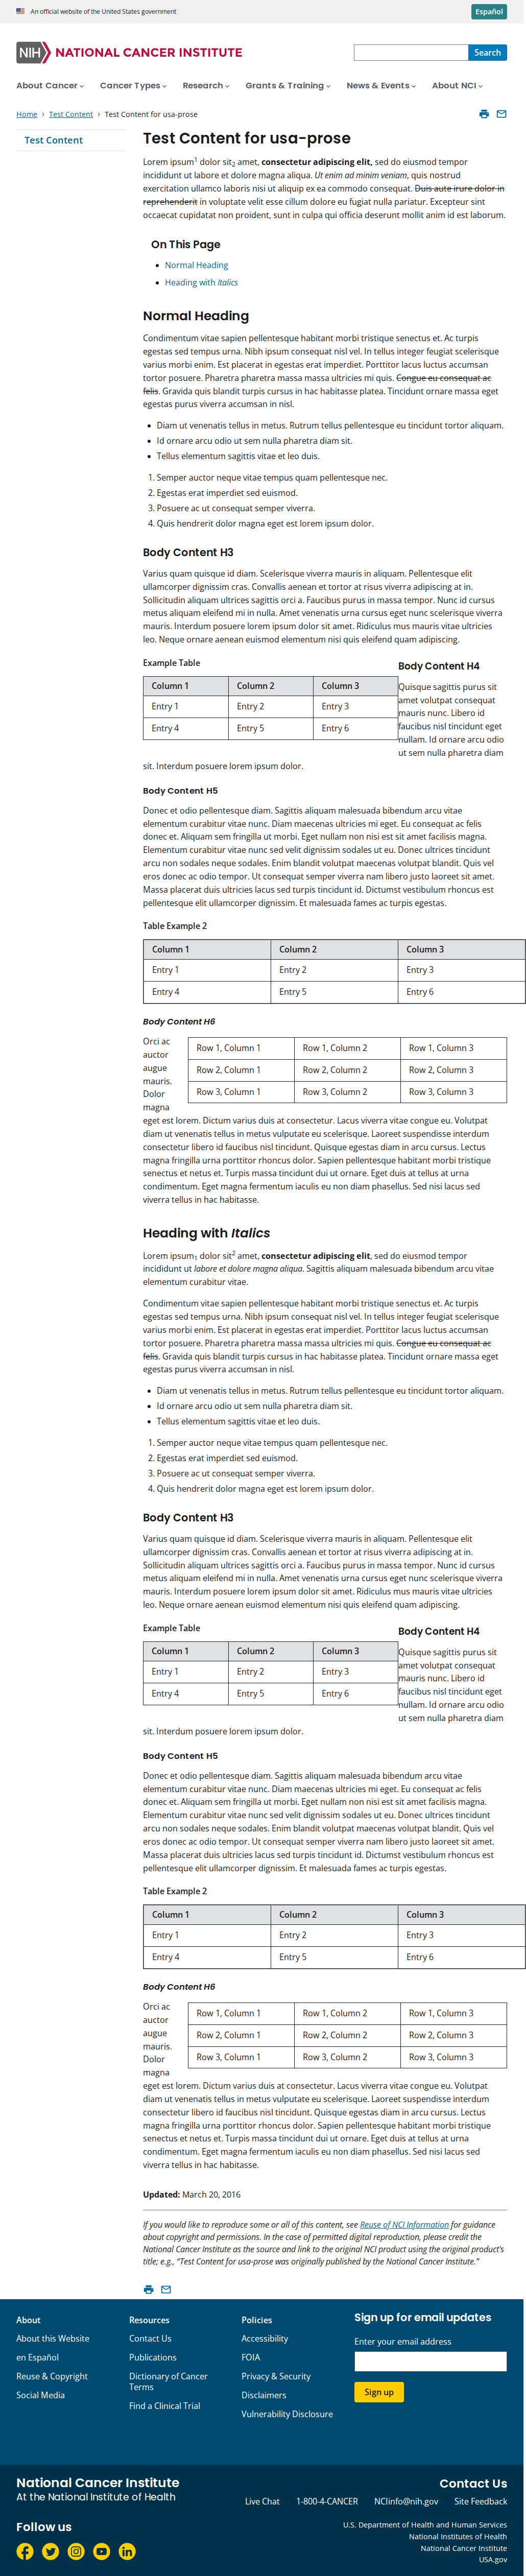 An official website of the United States government
Español
NIH NATIONAL CANCER INSTITUTE
Search
About Cancer
Cancer Types
Research
Grants & Training
News & Events
About NCI
Home > Test Content > Test Content for usa-prose
Test Content
Test Content for usa-prose
Lorem ipsum1 dolor sit2 amet, consectetur adipiscing elit, sed do eiusmod tempor
incididunt ut labore et dolore magna aliqua. Ut enim ad minim veniam, quis nostrud
exercitation ullamco laboris nisi ut aliquip ex ea commodo consequat. Duis aute irure dolor in
reprehenderit in voluptate velit esse cillum dolore eu fugiat nulla pariatur. Excepteur sint
occaecat cupidatat non proident, sunt in culpa qui officia deserunt mollit anim id est laborum.
On This Page
Normal Heading
Heading with Italics
Normal Heading
Condimentum vitae sapien pellentesque habitant morbi tristique senectus et. Ac turpis
egestas sed tempus urna. Nibh ipsum consequat nisl vel. In tellus integer feugiat scelerisque
varius morbi enim. Est placerat in egestas erat imperdiet. Porttitor lacus luctus accumsan
tortor posuere. Pharetra pharetra massa massa ultricies mi quis. Congue eu consequat ac
felis. Gravida quis blandit turpis cursus in hac habitasse platea. Tincidunt ornare massa eget
egestas purus viverra accumsan in nisl.
Diam ut venenatis tellus in metus. Rutrum tellus pellentesque eu tincidunt tortor aliquam.
Id ornare arcu odio ut sem nulla pharetra diam sit.
Tellus elementum sagittis vitae et leo duis.
1. Semper auctor neque vitae tempus quam pellentesque nec.
2. Egestas erat imperdiet sed euismod.
3. Posuere ac ut consequat semper viverra.
4. Quis hendrerit dolor magna eget est lorem ipsum dolor.
Body Content H3
Varius quam quisque id diam. Scelerisque viverra mauris in aliquam. Pellentesque elit
ullamcorper dignissim cras. Convallis aenean et tortor at risus viverra adipiscing at in.
Sollicitudin aliquam ultrices sagittis orci a. Faucibus purus in massa tempor. Nunc id cursus
metus aliquam eleifend mi in nulla. Amet venenatis urna cursus eget nunc scelerisque viverra
mauris. Interdum posuere lorem ipsum dolor sit amet. Ridiculus mus mauris vitae ultricies
leo. Neque ornare aenean euismod elementum nisi quis eleifend quam adipiscing.
Example Table
Column 1 Column 2 Column 3
Entry 1 Entry 2 Entry 3
Entry 4 Entry 5 Entry 6
Body Content H4
Quisque sagittis purus sit
amet volutpat consequat
mauris nunc. Libero id
faucibus nisl tincidunt eget
nullam. Id ornare arcu odio
ut sem nulla pharetra diam
sit. Interdum posuere lorem ipsum dolor.
Body Content H5
Donec et odio pellentesque diam. Sagittis aliquam malesuada bibendum arcu vitae
elementum curabitur vitae nunc. Diam maecenas ultricies mi eget. Eu consequat ac felis
donec et. Aliquam sem fringilla ut morbi. Eget nullam non nisi est sit amet facilisis magna.
Elementum curabitur vitae nunc sed velit dignissim sodales ut eu. Donec ultrices tincidunt
arcu non sodales neque sodales. Enim blandit volutpat maecenas volutpat blandit. Quis vel
eros donec ac odio tempor. Ut consequat semper viverra nam libero justo laoreet sit amet.
Massa placerat duis ultricies lacus sed turpis tincidunt id. Dictumst vestibulum rhoncus est
pellentesque elit ullamcorper dignissim. Et malesuada fames ac turpis egestas.
Table Example 2
Column 1 Column 2 Column 3
Entry 1 Entry 2 Entry 3
Entry 4 Entry 5 Entry 6
Body Content H6
Orci ac
auctor
augue
mauris.
Dolor
magna
Row 1, Column 1 Row 1, Column 2 Row 1, Column 3
Row 2, Column 1 Row 2, Column 2 Row 2, Column 3
Row 3, Column 1 Row 3, Column 2 Row 3, Column 3
eget est lorem. Dictum varius duis at consectetur. Lacus viverra vitae congue eu. Volutpat
diam ut venenatis tellus in metus vulputate eu scelerisque. Laoreet suspendisse interdum
consectetur libero id faucibus nisl tincidunt. Quisque egestas diam in arcu cursus. Lectus
magna fringilla urna porttitor rhoncus dolor. Sapien pellentesque habitant morbi tristique
senectus et netus et. Turpis massa tincidunt dui ut ornare. Eget duis at tellus at urna
condimentum. Eget magna fermentum iaculis eu non diam phasellus. Sed nisi lacus sed
viverra tellus in hac habitasse.
Heading with Italics
Lorem ipsum1 dolor sit2 amet, consectetur adipiscing elit, sed do eiusmod tempor
incididunt ut labore et dolore magna aliqua. Sagittis aliquam malesuada bibendum arcu vitae
elementum curabitur vitae.
Condimentum vitae sapien pellentesque habitant morbi tristique senectus et. Ac turpis
egestas sed tempus urna. Nibh ipsum consequat nisl vel. In tellus integer feugiat scelerisque
varius morbi enim. Est placerat in egestas erat imperdiet. Porttitor lacus luctus accumsan
tortor posuere. Pharetra pharetra massa massa ultricies mi quis. Congue eu consequat ac
felis. Gravida quis blandit turpis cursus in hac habitasse platea. Tincidunt ornare massa eget
egestas purus viverra accumsan in nisl.
Diam ut venenatis tellus in metus. Rutrum tellus pellentesque eu tincidunt tortor aliquam.
Id ornare arcu odio ut sem nulla pharetra diam sit.
Tellus elementum sagittis vitae et leo duis.
1. Semper auctor neque vitae tempus quam pellentesque nec.
2. Egestas erat imperdiet sed euismod.
3. Posuere ac ut consequat semper viverra.
4. Quis hendrerit dolor magna eget est lorem ipsum dolor.
Body Content H3
Varius quam quisque id diam. Scelerisque viverra mauris in aliquam. Pellentesque elit
ullamcorper dignissim cras. Convallis aenean et tortor at risus viverra adipiscing at in.
Sollicitudin aliquam ultrices sagittis orci a. Faucibus purus in massa tempor. Nunc id cursus
metus aliquam eleifend mi in nulla. Amet venenatis urna cursus eget nunc scelerisque viverra
mauris. Interdum posuere lorem ipsum dolor sit amet. Ridiculus mus mauris vitae ultricies
leo. Neque ornare aenean euismod elementum nisi quis eleifend quam adipiscing.
Example Table
Column 1 Column 2 Column 3
Entry 1 Entry 2 Entry 3
Entry 4 Entry 5 Entry 6
Body Content H4
Quisque sagittis purus sit
amet volutpat consequat
mauris nunc. Libero id
faucibus nisl tincidunt eget
nullam. Id ornare arcu odio
ut sem nulla pharetra diam
sit. Interdum posuere lorem ipsum dolor.
Body Content H5
Donec et odio pellentesque diam. Sagittis aliquam malesuada bibendum arcu vitae
elementum curabitur vitae nunc. Diam maecenas ultricies mi eget. Eu consequat ac felis
donec et. Aliquam sem fringilla ut morbi. Eget nullam non nisi est sit amet facilisis magna.
Elementum curabitur vitae nunc sed velit dignissim sodales ut eu. Donec ultrices tincidunt
arcu non sodales neque sodales. Enim blandit volutpat maecenas volutpat blandit. Quis vel
eros donec ac odio tempor. Ut consequat semper viverra nam libero justo laoreet sit amet.
Massa placerat duis ultricies lacus sed turpis tincidunt id. Dictumst vestibulum rhoncus est
pellentesque elit ullamcorper dignissim. Et malesuada fames ac turpis egestas.
Table Example 2
Column 1 Column 2 Column 3
Entry 1 Entry 2 Entry 3
Entry 4 Entry 5 Entry 6
Body Content H6
Orci ac
auctor
augue
mauris.
Dolor
magna
Row 1, Column 1 Row 1, Column 2 Row 1, Column 3
Row 2, Column 1 Row 2, Column 2 Row 2, Column 3
Row 3, Column 1 Row 3, Column 2 Row 3, Column 3
eget est lorem. Dictum varius duis at consectetur. Lacus viverra vitae congue eu. Volutpat
diam ut venenatis tellus in metus vulputate eu scelerisque. Laoreet suspendisse interdum
consectetur libero id faucibus nisl tincidunt. Quisque egestas diam in arcu cursus. Lectus
magna fringilla urna porttitor rhoncus dolor. Sapien pellentesque habitant morbi tristique
senectus et netus et. Turpis massa tincidunt dui ut ornare. Eget duis at tellus at urna
condimentum. Eget magna fermentum iaculis eu non diam phasellus. Sed nisi lacus sed
viverra tellus in hac habitasse.
Updated: March 20, 2016
If you would like to reproduce some or all of this content, see Reuse of NCI Information for guidance
about copyright and permissions. In the case of permitted digital reproduction, please credit the
National Cancer Institute as the source and link to the original NCI product using the original product's
title; e.g., “Test Content for usa-prose was originally published by the National Cancer Institute.”
About
About this Website
en Español
Reuse & Copyright
Social Media
Resources
Contact Us
Publications
Dictionary of Cancer
Terms
Find a Clinical Trial
Policies
Accessibility
FOIA
Privacy & Security
Disclaimers
Vulnerability Disclosure
Sign up for email updates
Enter your email address
Sign up
National Cancer Institute
At the National Institutes of Health
Follow us
Contact Us
Live Chat 1-800-4-CANCER NCIinfo@nih.gov Site Feedback
U.S. Department of Health and Human Services
National Institutes of Health
National Cancer Institute
USA.gov